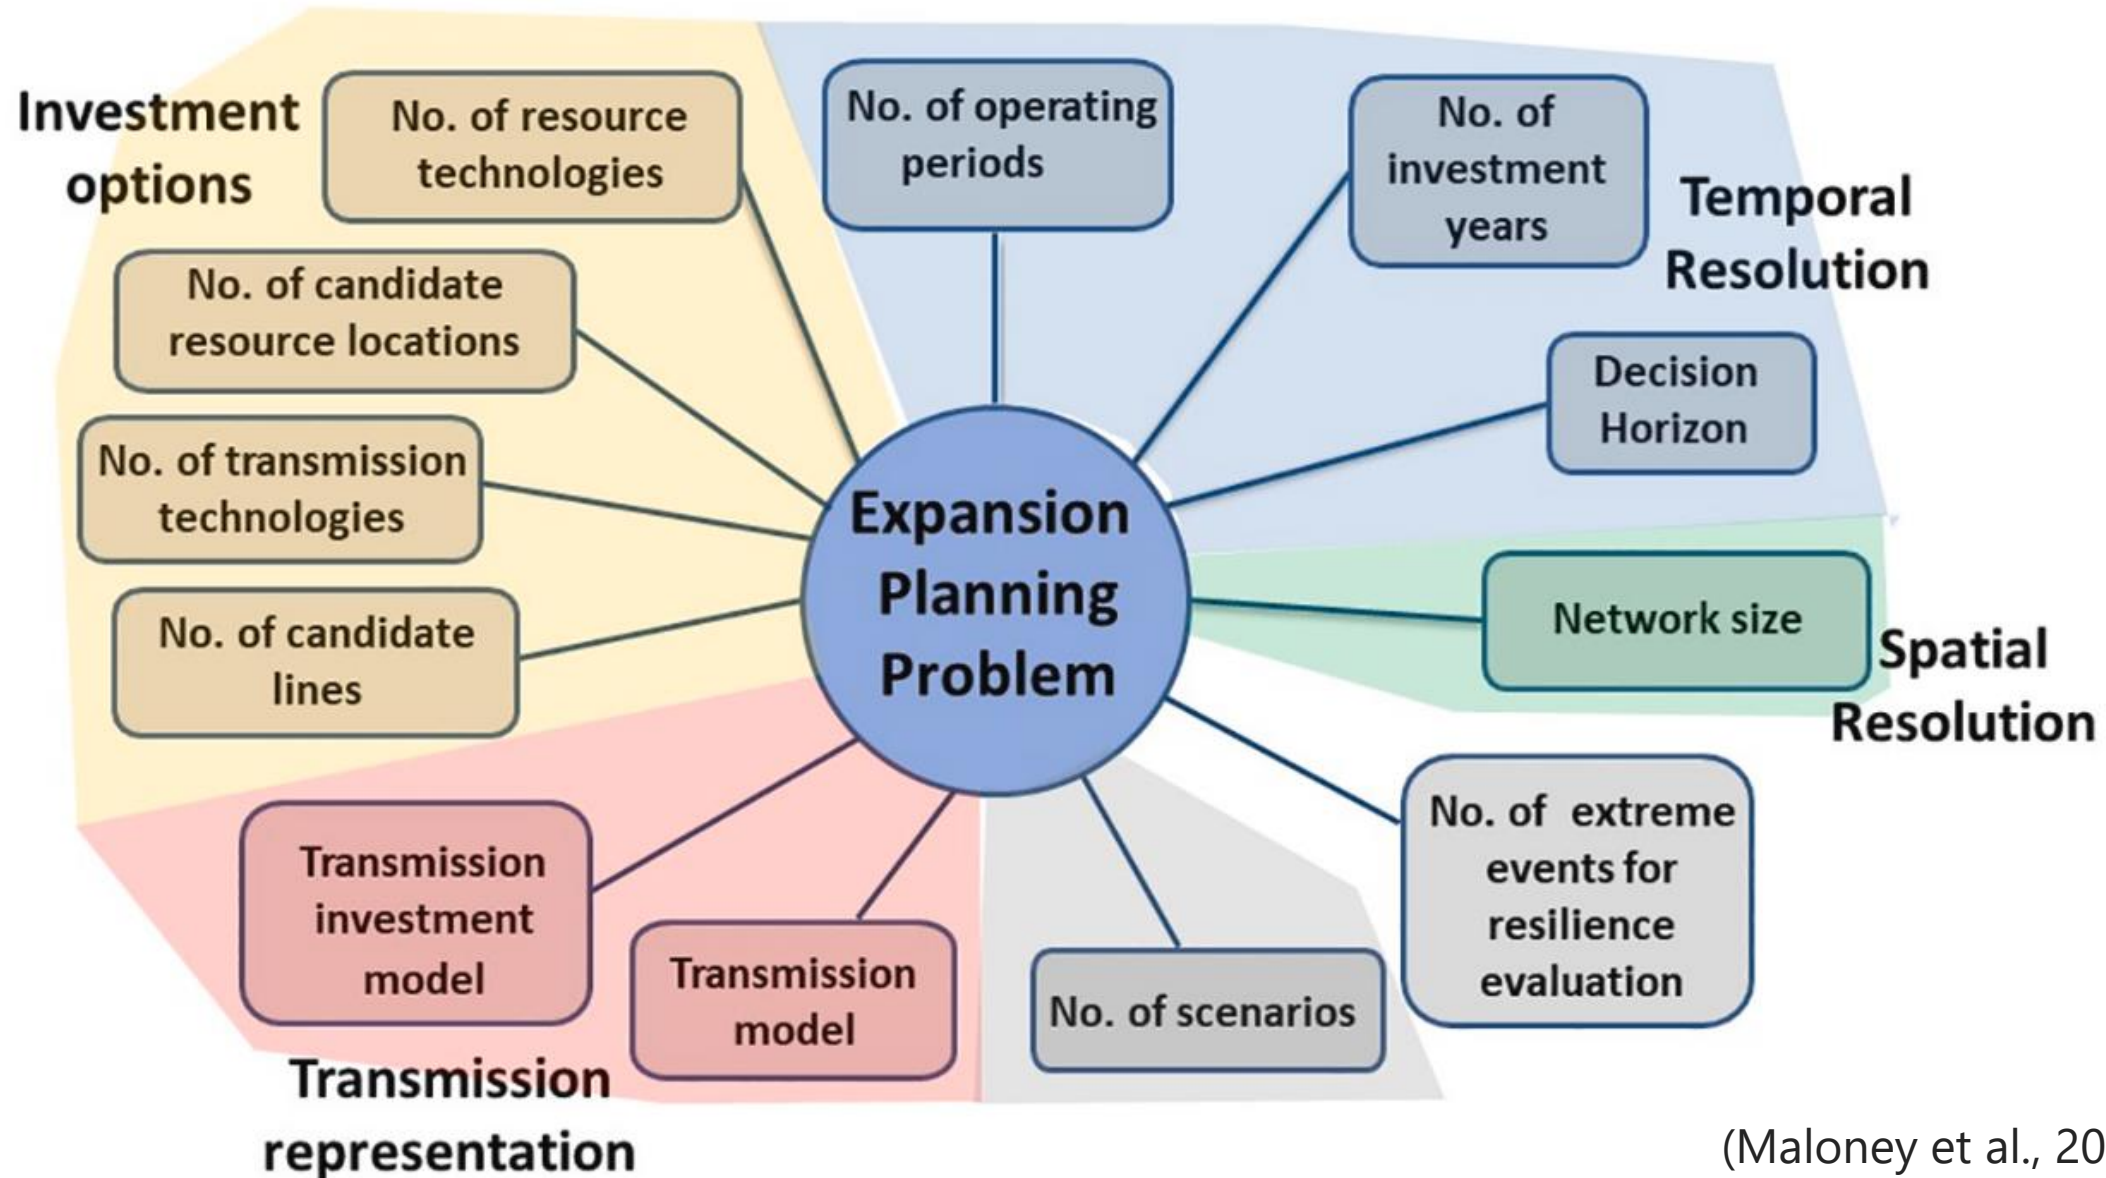 Investment
options
No. of resource
technologies
No. of candidate
resource locations
No. of transmission
technologies
No. of candidate
lines
No. of operating
periods
No. of
investment
years
Temporal
Resolution
Decision
Horizon
Expansion
Planning
Problem
Network size
Spatial
Resolution
No. of extreme
events for
resilience
evaluation
No. of scenarios
Transmission
investment
model
Transmission
model
Transmission
representation
(Maloney et al., 20